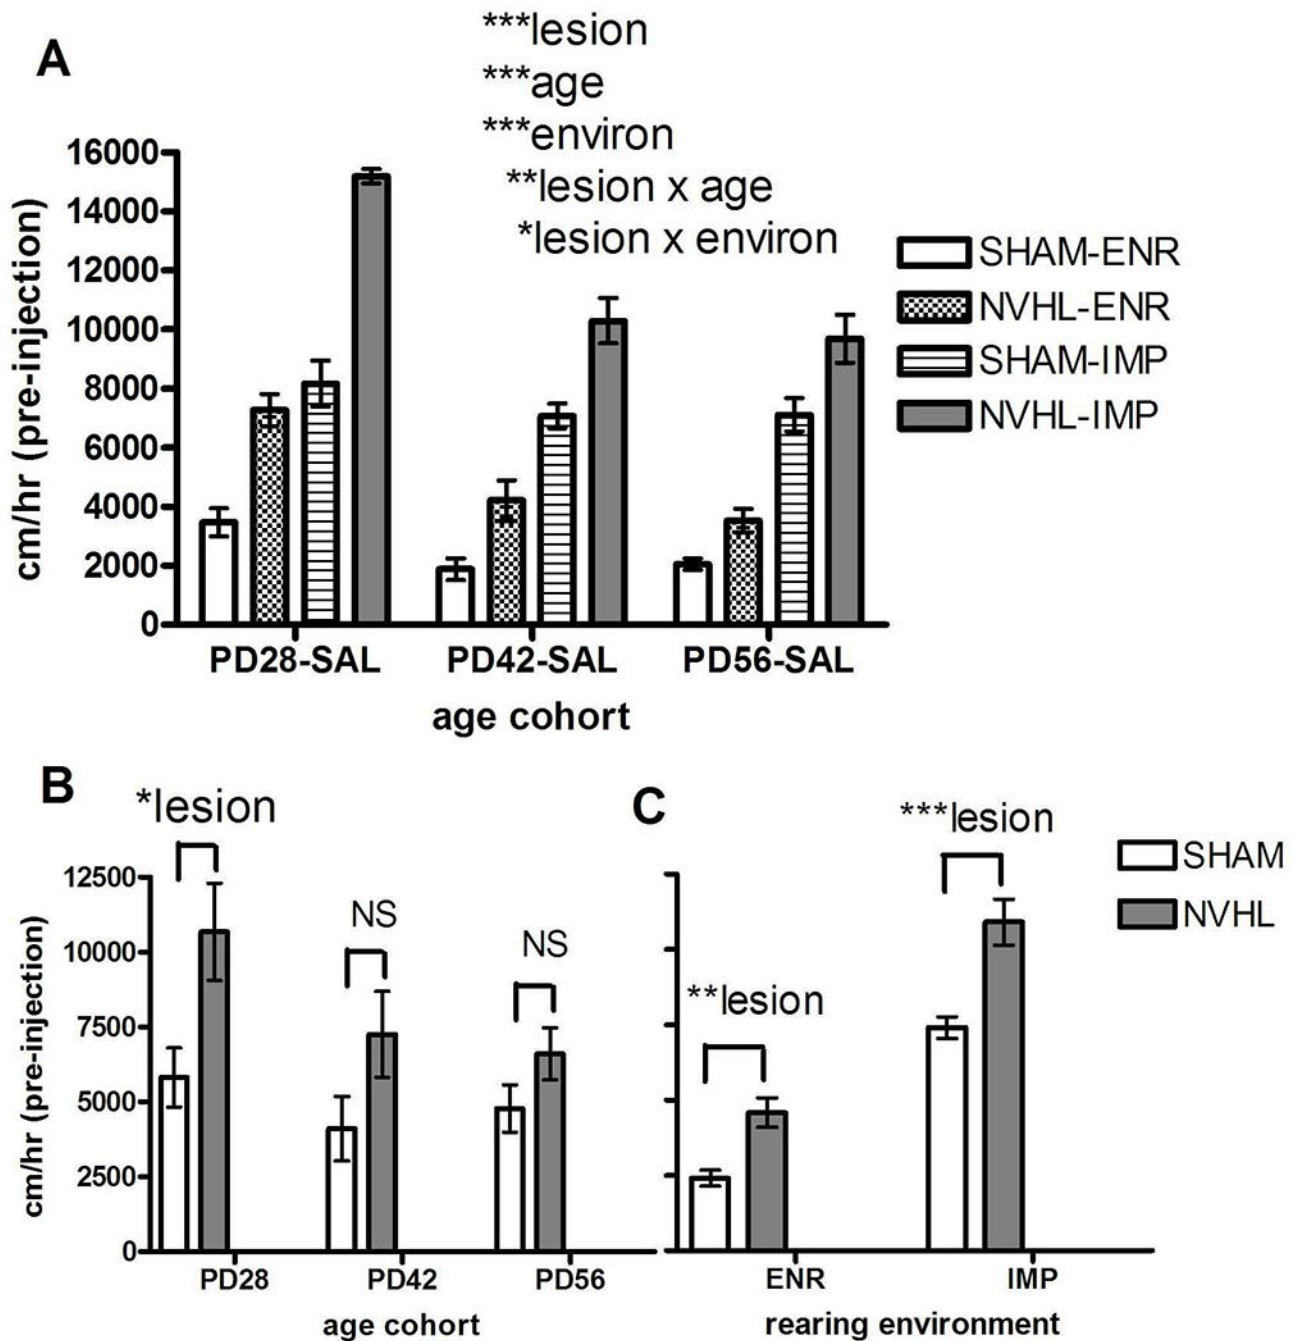 A
***lesion
***age
***environ
**lesion x age
*lesion x environ
16000
14000
12000
10000
8000
6000
4000
2000
0
cm/hr (pre-injection)
SHAM-ENR
NVHL-ENR
SHAM-IMP
NVHL-IMP
PD28-SAL PD42-SAL PD56-SAL
age cohort
B
*lesion
NS
NS
12500
10000
7500
5000
2500
0
cm/hr (pre-injection)
PD28 PD42 PD56
age cohort
C
***lesion
**lesion
SHAM
NVHL
ENR IMP
rearing environment